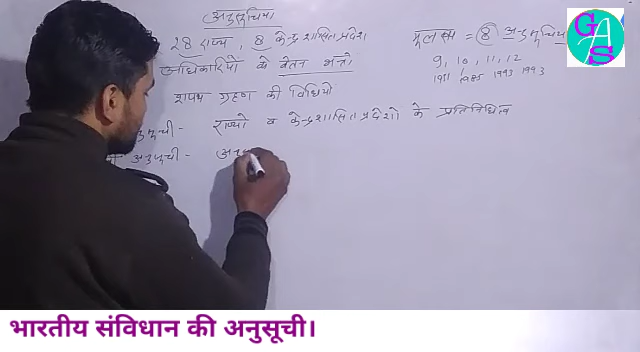 अनुसूचियां
28 राज्य, 8 केन्द्रशासित प्रदेश
मूल रूप = 8 अनुसूचियां
9, 10, 11, 12
1951 1985 1993 1993
अधिकारियों के वेतन भत्ते
शपथ ग्रहण की विधियाँ
राज्यो व केन्द्रशासित प्रदेशो के प्रतिनिधित्व
अनुसूची -
GAS
भारतीय संविधान की अनुसूची।